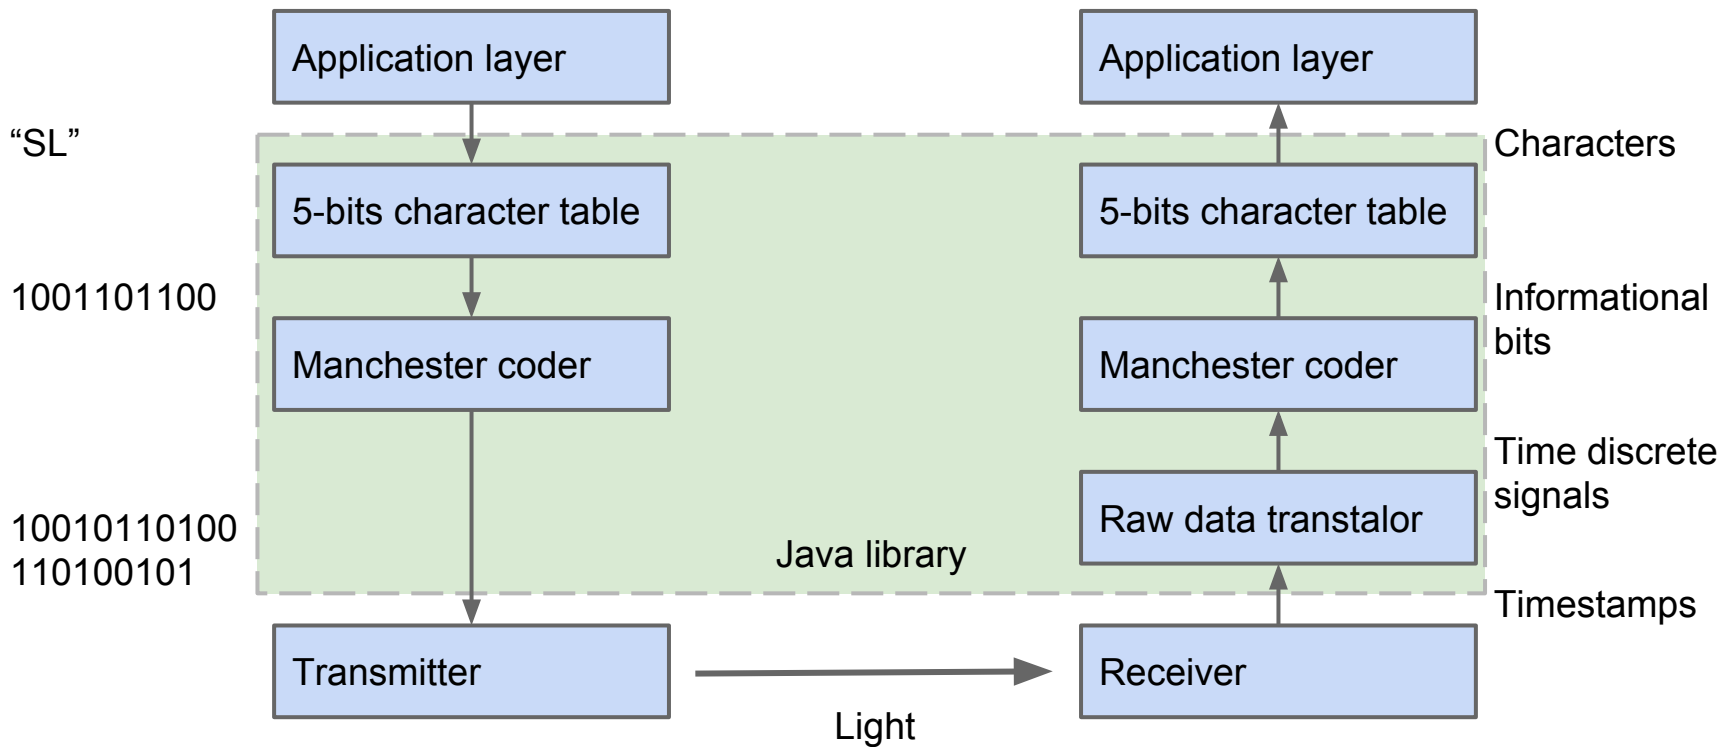 Application layer
Application layer
“SL”
Characters
5-bits character table
5-bits character table
1001101100
Informational
bits
Manchester coder
Manchester coder
Time discrete
signals
10010110100
110100101
Raw data transtalor
Java library
Timestamps
Transmitter
Receiver
Light